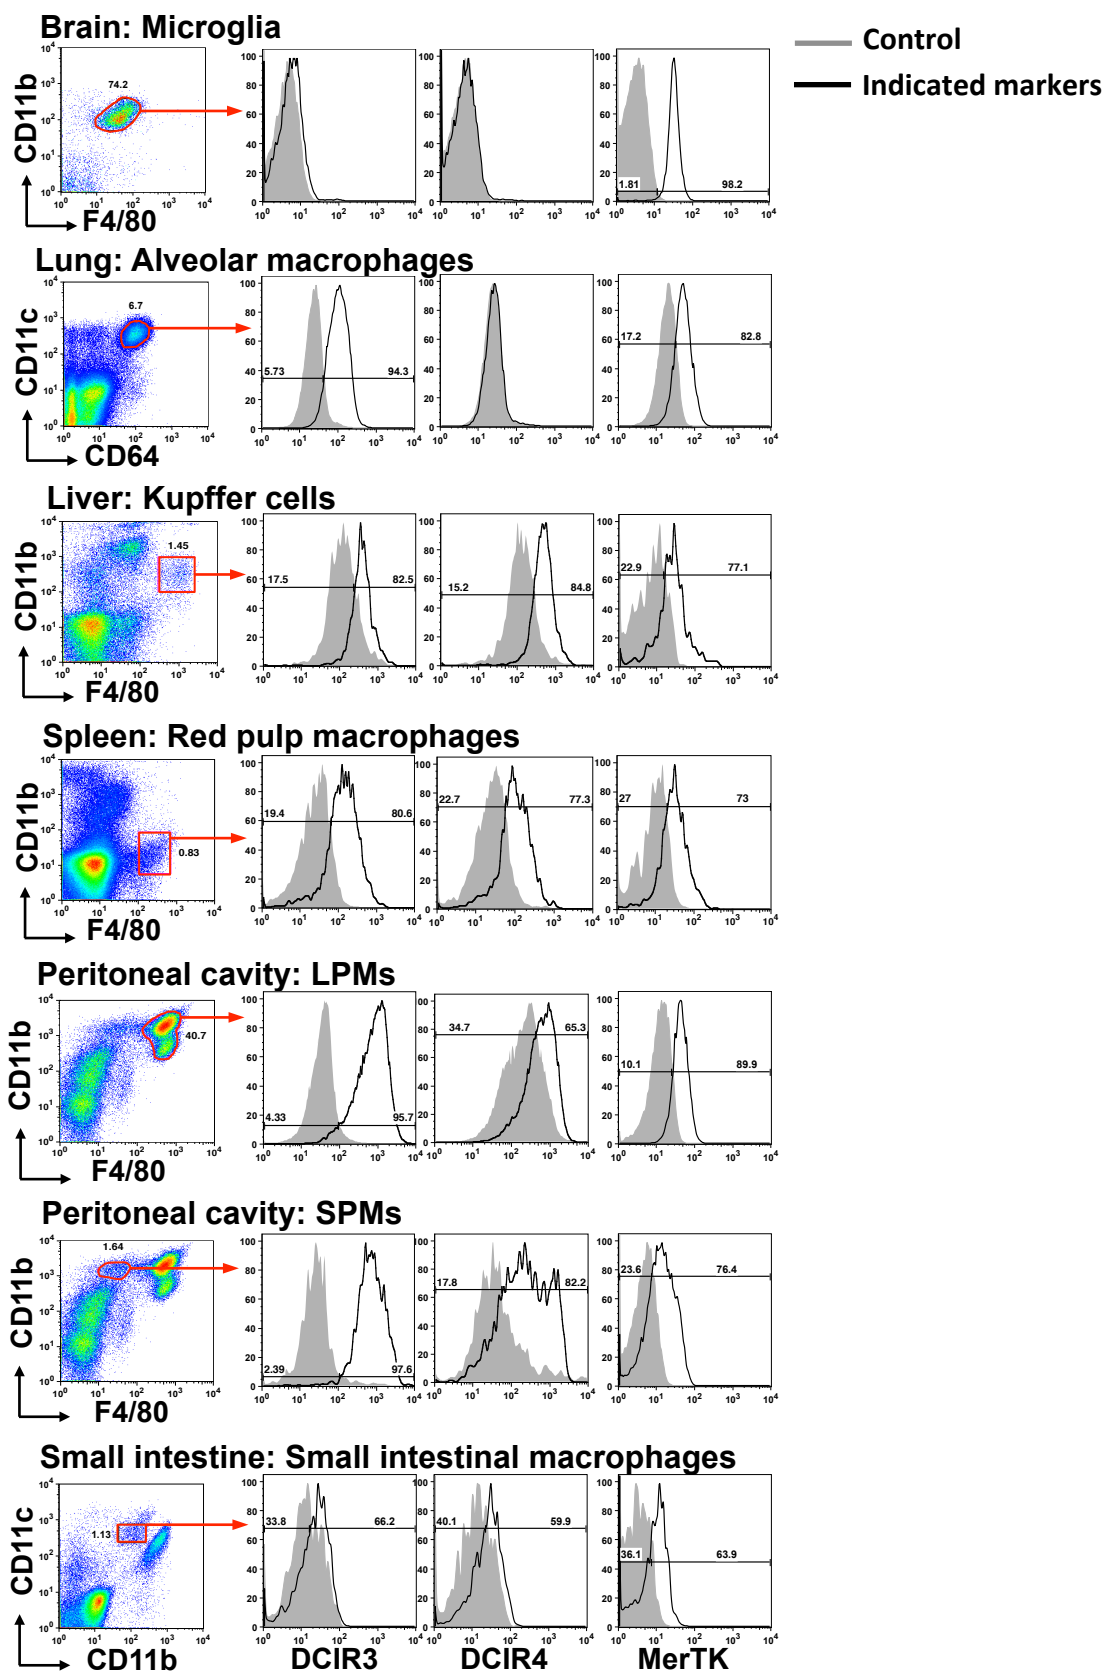 Brain: Microglia
Control
Indicated markers
CD11b
74.2
1.81
98.2
F4/80
Lung: Alveolar macrophages
CD11c
6.7
5.73
94.3
17.2
82.8
CD64
Liver: Kupffer cells
CD11b
1.45
17.5
82.5
15.2
84.8
22.9
77.1
F4/80
Spleen: Red pulp macrophages
CD11b
0.83
19.4
80.6
22.7
77.3
27
73
F4/80
Peritoneal cavity: LPMs
CD11b
40.7
4.33
95.7
34.7
65.3
10.1
89.9
F4/80
Peritoneal cavity: SPMs
CD11b
1.64
2.39
97.6
17.8
82.2
23.6
76.4
F4/80
Small intestine: Small intestinal macrophages
CD11c
1.13
33.8
66.2
40.1
59.9
36.1
63.9
CD11b
DCIR3
DCIR4
MerTK